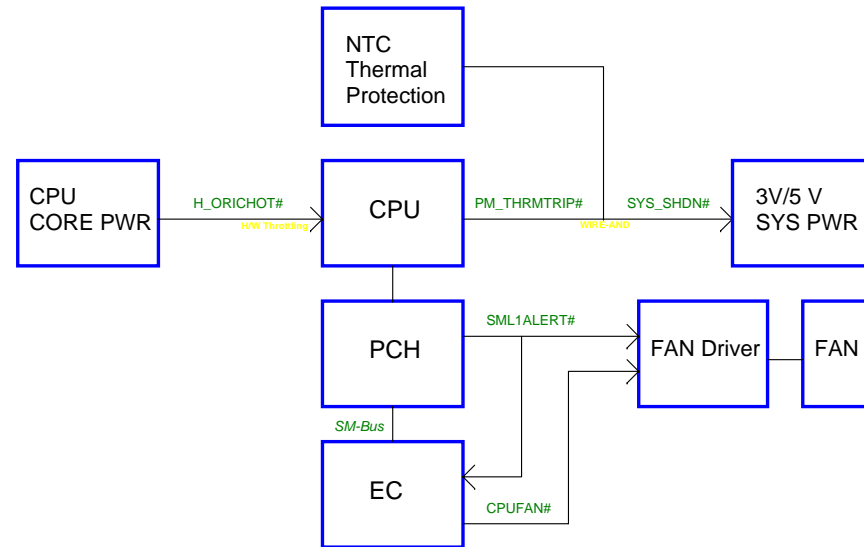 NTC
Thermal
Protection
CPU
CORE PWR
H_ORICHOT#
H/W Throtling
CPU
PM_THRMTRIP#
WIRE-AND
SYS_SHDN#
3V/5 V
SYS PWR
PCH
SML1ALERT#
FAN Driver
FAN
SM-Bus
EC
CPUFAN#